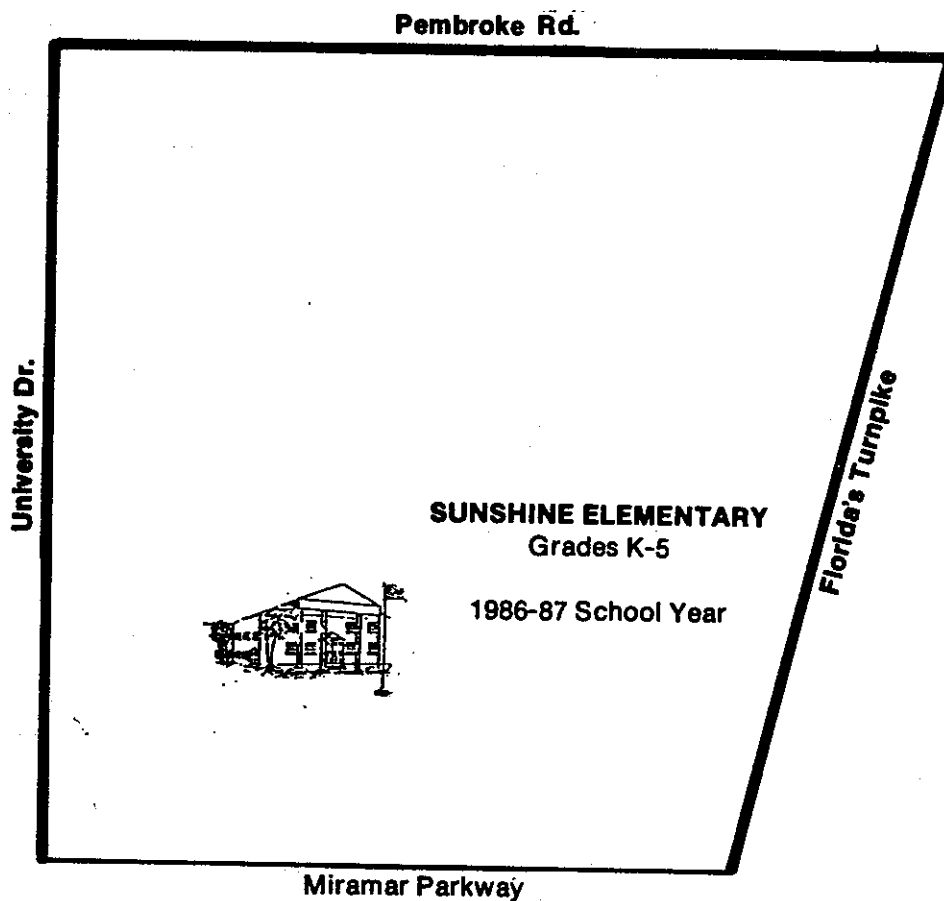 Pembroke Rd.
University Dr.
Florida's Turnpike
SUNSHINE ELEMENTARY
Grades K-5
1986-87 School Year
Miramar Parkway